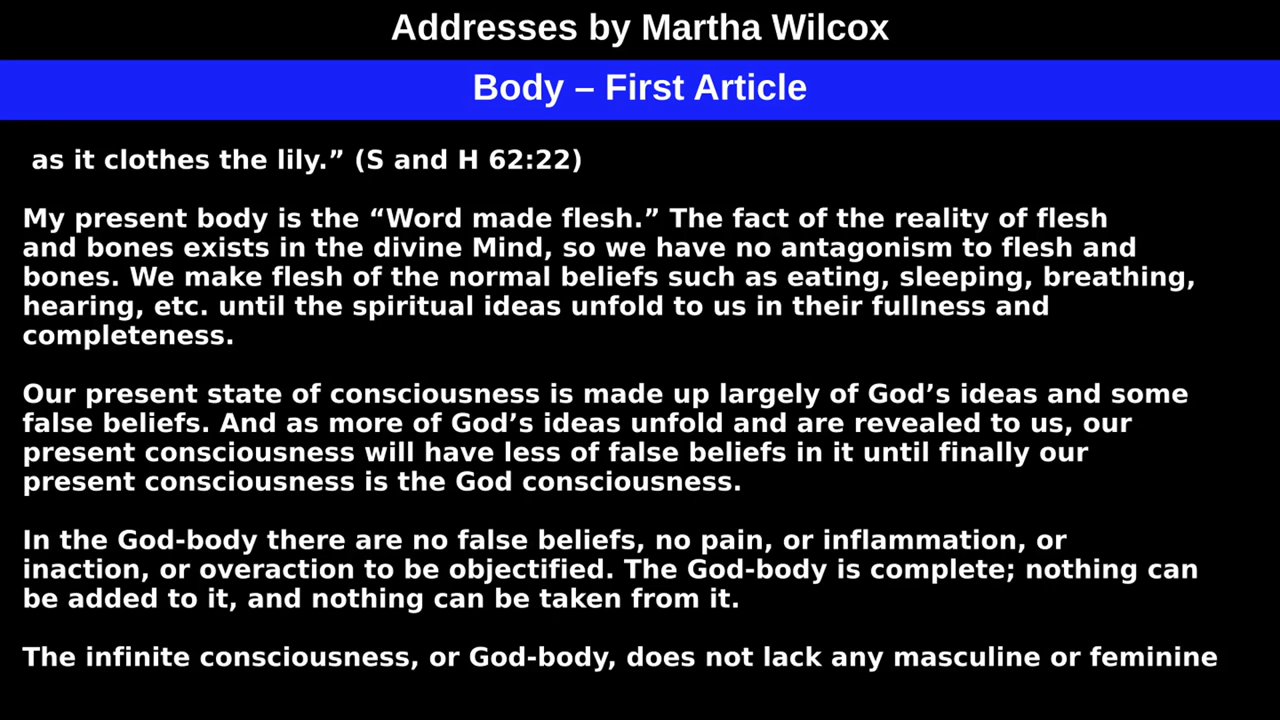 Addresses by Martha Wilcox
Body – First Article
as it clothes the lily.” (S and H 62:22)
My present body is the “Word made flesh.” The fact of the reality of flesh
and bones exists in the divine Mind, so we have no antagonism to flesh and
bones. We make flesh of the normal beliefs such as eating, sleeping, breathing,
hearing, etc. until the spiritual ideas unfold to us in their fullness and
completeness.
Our present state of consciousness is made up largely of God’s ideas and some
false beliefs. And as more of God’s ideas unfold and are revealed to us, our
present consciousness will have less of false beliefs in it until finally our
present consciousness is the God consciousness.
In the God-body there are no false beliefs, no pain, or inflammation, or
inaction, or overaction to be objectified. The God-body is complete; nothing can
be added to it, and nothing can be taken from it.
The infinite consciousness, or God-body, does not lack any masculine or feminine